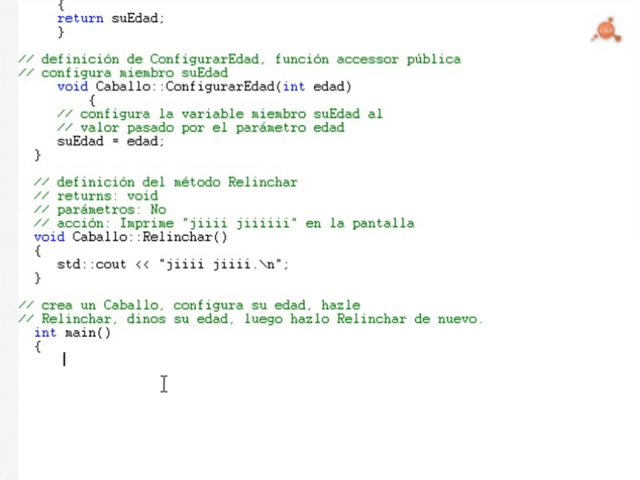 {
return suEdad;
}
// definición de ConfigurarEdad, función accessor pública
// configura miembro suEdad
void Caballo::ConfigurarEdad(int edad)
{
// configura la variable miembro suEdad al
// valor pasado por el parámetro edad
suEdad = edad;
}
// definición del método Relinchar
// returns: void
// parámetros: No
// acción: Imprime "jiiii jiiiiii" en la pantalla
void Caballo::Relinchar()
{
std::cout << "jiiii jiiii.\n";
}
// crea un Caballo, configura su edad, hazle
// Relinchar, dinos su edad, luego hazlo Relinchar de nuevo.
int main()
{